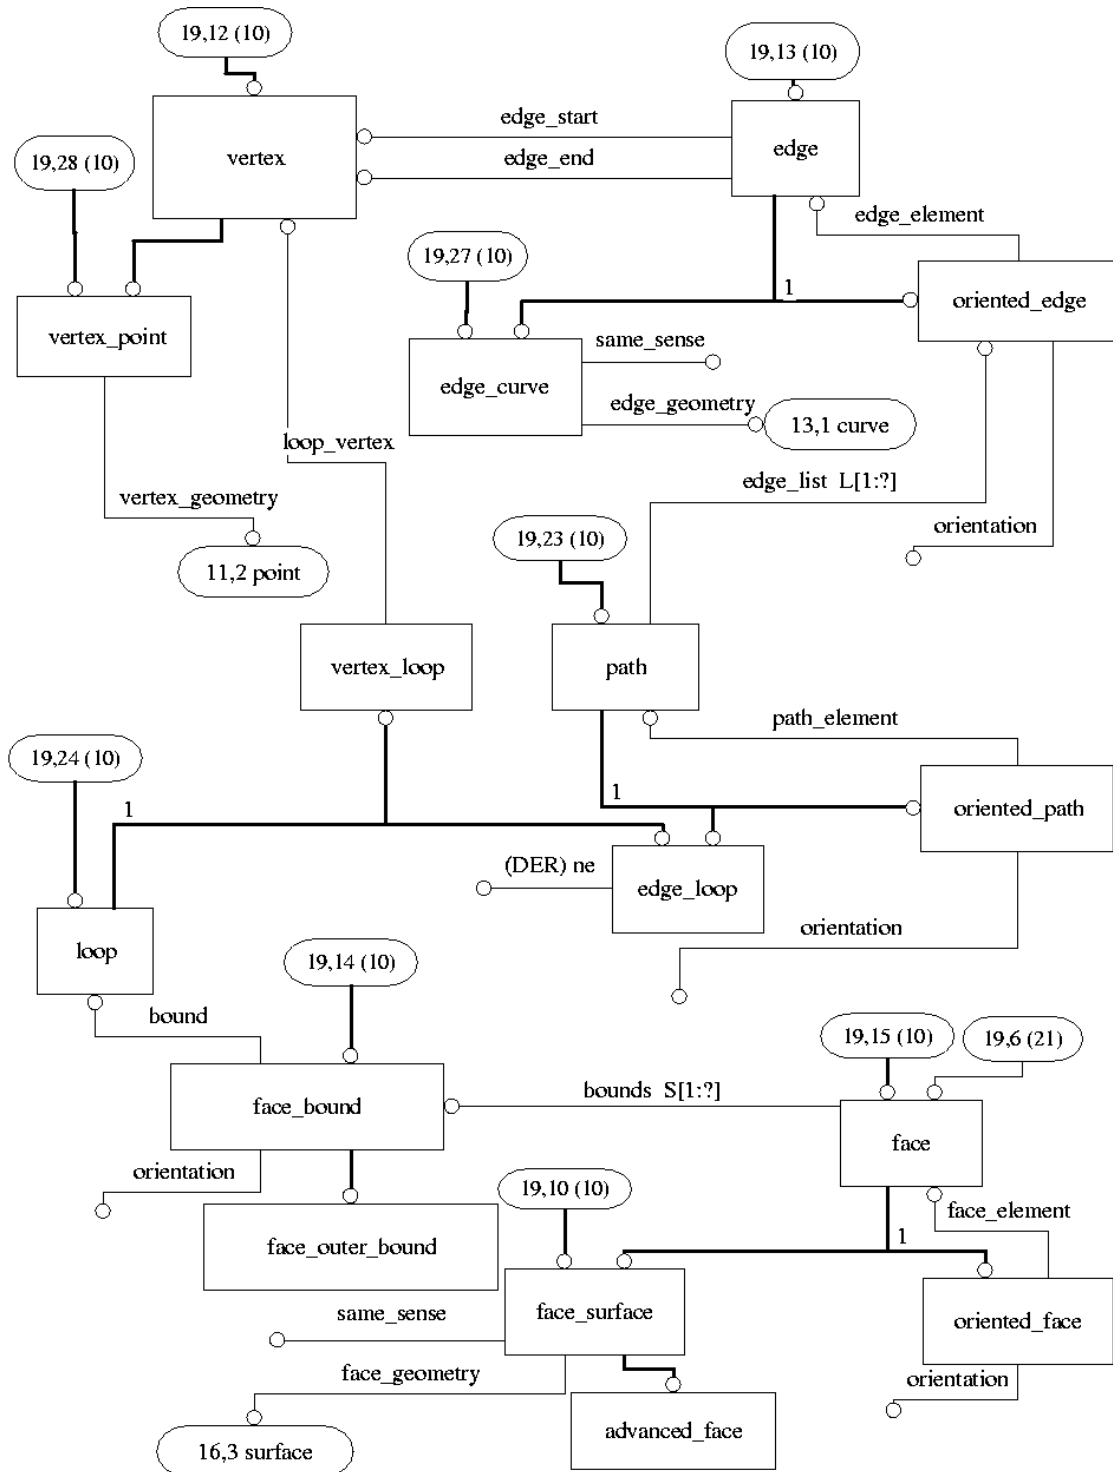 19,12 (10)
19,13 (10)
edge_start
vertex
edge
edge_end
19,28 (10)
edge_element
19,27 (10)
1
oriented_edge
vertex_point
same_sense
edge_curve
edge_geometry
13,1 curve
loop_vertex
edge_list L[1:?]
vertex_geometry
orientation
19,23 (10)
11,2 point
vertex_loop
path
path_element
19,24 (10)
1
1
oriented_path
(DER) ne
edge_loop
orientation
loop
19,14 (10)
bound
19,15 (10)
19,6 (21)
bounds S[1:?]
face_bound
face
orientation
19,10 (10)
face_element
1
face_outer_bound
face_surface
oriented_face
same_sense
face_geometry
orientation
advanced_face
16,3 surface